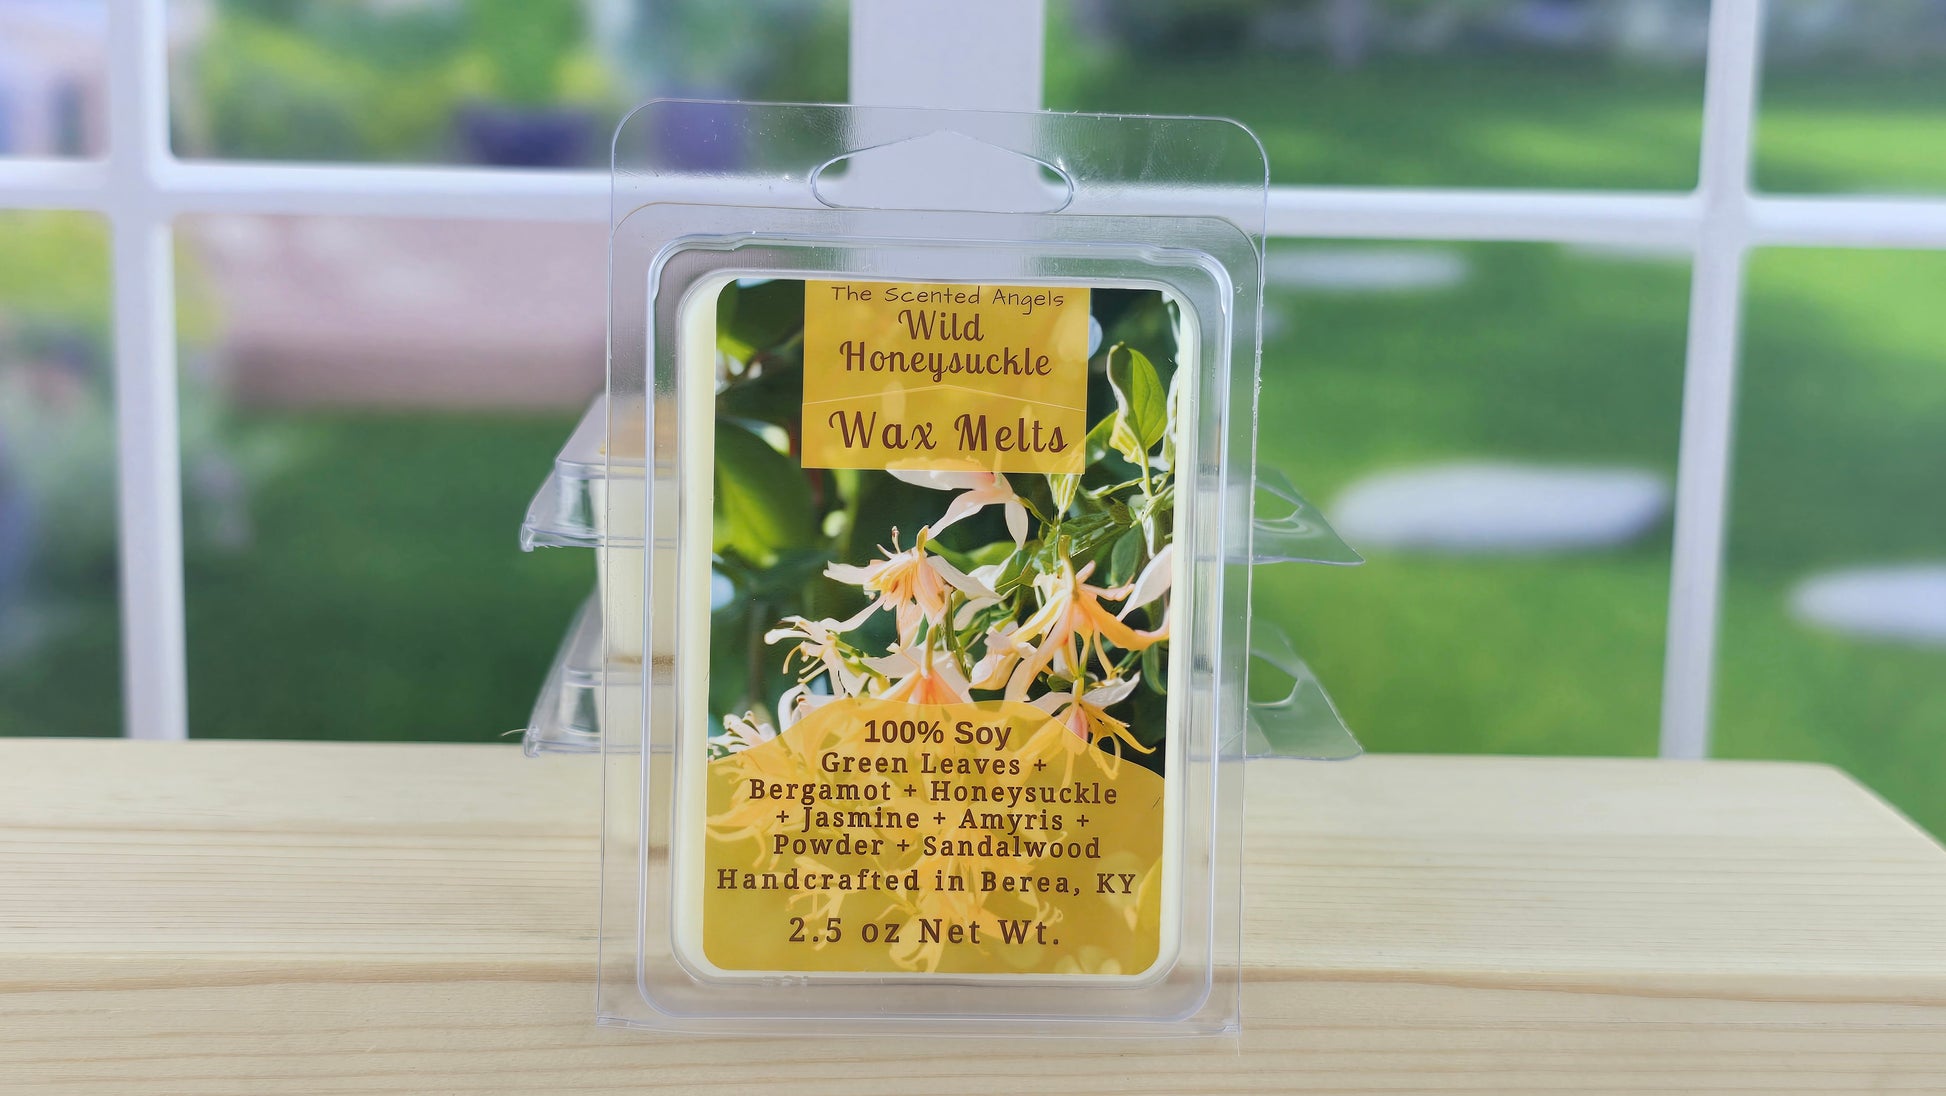 The Scented Angels
Wild
Honeysuckle
Wax Melts
100% Soy
Green Leaves +
Bergamot + Honeysuckle
+ Jasmine + Amyris +
Powder + Sandalwood
Handcrafted in Berea, KY
2.5 oz Net Wt.